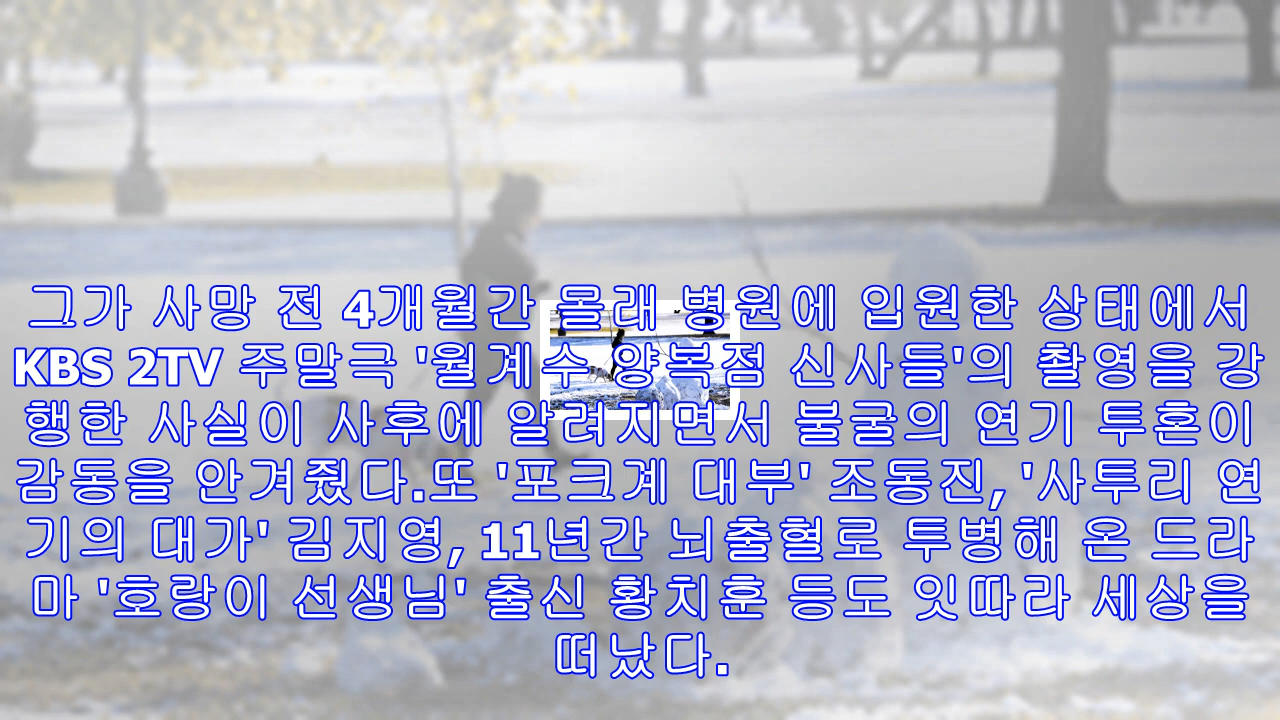 그가 사망 전 4개월간 몰래 병원에 입원한 상태에서
KBS 2TV 주말극 '월계수 양복점 신사들'의 촬영을 강
행한 사실이 사후에 알려지면서 불굴의 연기 투혼이
감동을 안겨줬다.또 '포크계 대부' 조동진, '사투리 연
기의 대가' 김지영, 11년간 뇌출혈로 투병해 온 드라
마 '호랑이 선생님' 출신 황치훈 등도 잇따라 세상을
떠났다.